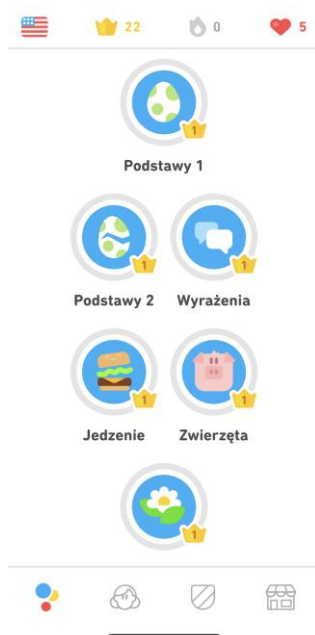 22 0 5
1
Podstawy 1
1 1
Podstawy 2 Wyrażenia
1 1
Jedzenie Zwierzęta
1